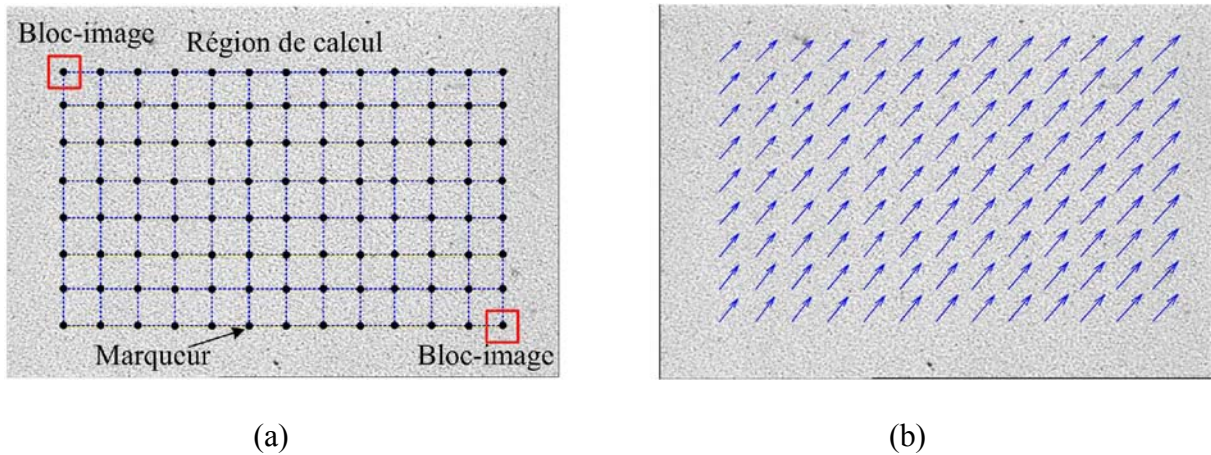 Bloc-image
Région de calcul
Marqueur
Bloc-image
(a)
(b)